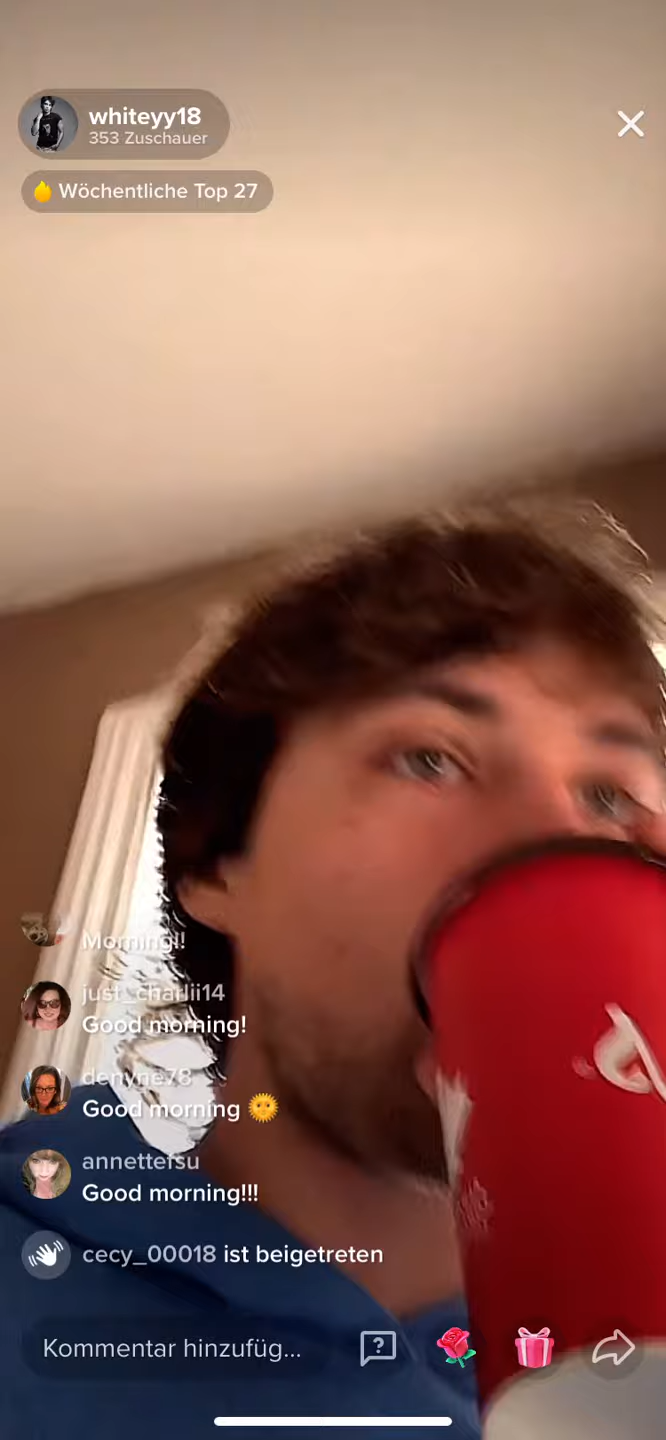 whiteyy18
353 Zuschauer
Wöchentliche Top 27
Morning!!
just_charlii14
Good morning!
denyne78
Good morning 🌞
annettefsu
Good morning!!!
cecy_00018 ist beigetreten
Kommentar hinzufüg...